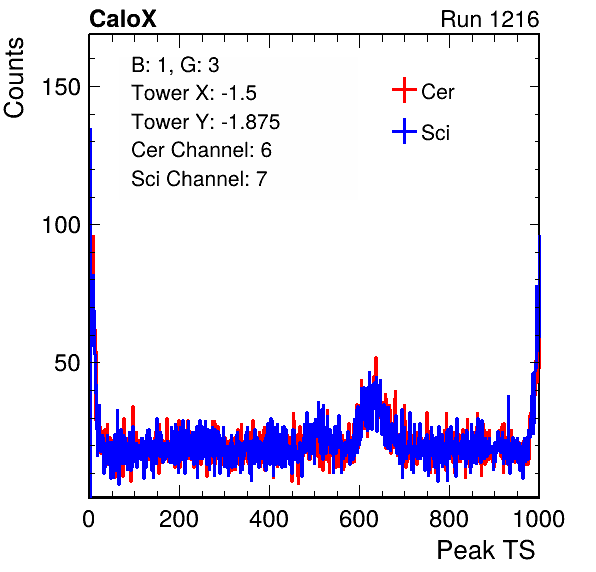 CaloX Run 1216
Counts
B: 1, G: 3
Tower X: -1.5
Tower Y: -1.875
Cer Channel: 6
Sci Channel: 7
Cer
Sci
150
100
50
0 200 400 600 800 1000
Peak TS